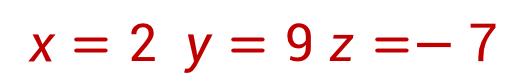 x = 2 y = 9 z =− 7